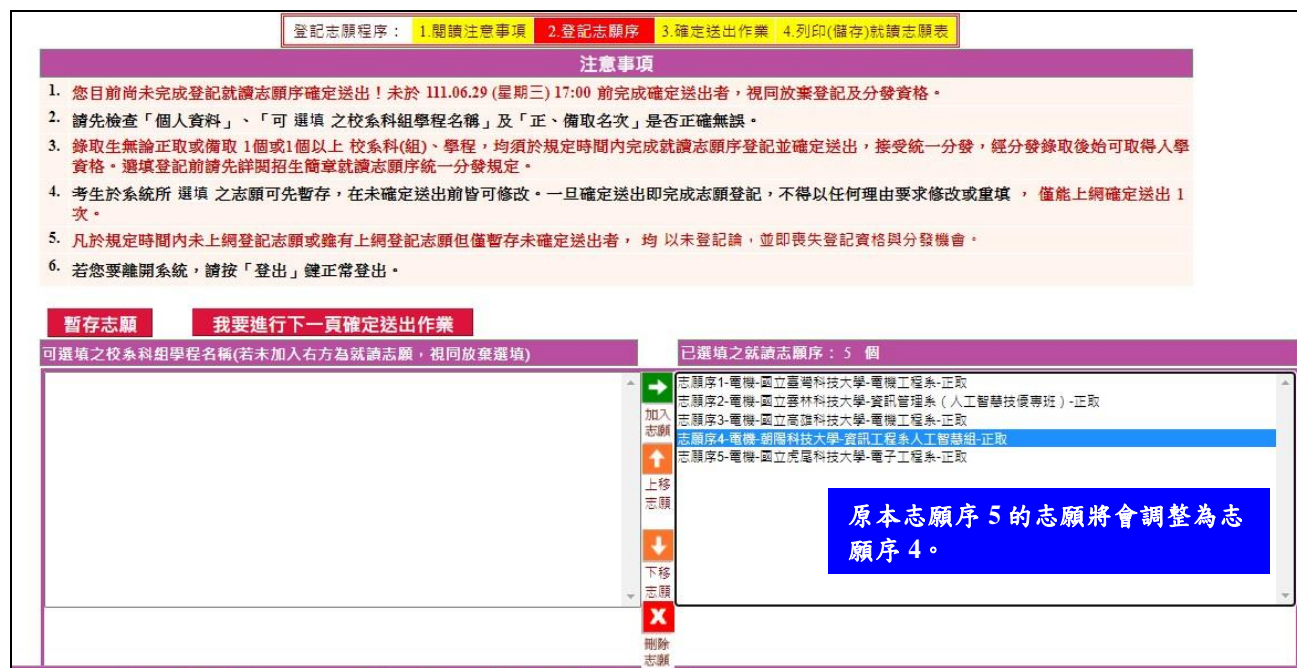 登記志願程序： 1.閱讀注意事項 2.登記志願序 3.確定送出作業 4.列印(儲存)就讀志願表
注意事項
1. 您目前尚未完成登記就讀志願序確定送出！未於 111.06.29 (星期三) 17:00 前完成確定送出者，視同放棄登記及分發資格。
2. 請先檢查「個人資料」、「可 選填 之校系科組學程名稱」及「正、備取名次」是否正確無誤。
3. 錄取生無論正取或備取 1個或1個以上 校系科(組)、學程，均須於規定時間內完成就讀志願序登記並確定送出，接受統一分發，經分發錄取後始可取得入學
資格。選填登記前請先詳閱招生簡章就讀志願序統一分發規定。
4. 考生於系統所 選填 之志願可先暫存，在未確定送出前皆可修改。一旦確定送出即完成志願登記，不得以任何理由要求修改或重填 ， 僅能上網確定送出 1
次。
5. 凡於規定時間內未上網登記志願或雖有上網登記志願但僅暫存未確定送出者， 均 以未登記論，並即喪失登記資格與分發機會。
6. 若您要離開系統，請按「登出」鍵正常登出。
暫存志願 我要進行下一頁確定送出作業
可選填之校系科組學程名稱(若未加入右方為就讀志願，視同放棄選填)
已選填之就讀志願序：5 個
志願序1-電機-國立臺灣科技大學-電機工程系-正取
志願序2-電機-國立雲林科技大學-資訊管理系（人工智慧技優專班）-正取
志願序3-電機-國立高雄科技大學-電機工程系-正取
志願序4-電機-朝陽科技大學-資訊工程系人工智慧組-正取
志願序5-電機-國立虎尾科技大學-電子工程系-正取
加入
志願
上移
志願
下移
志願
X
刪除
志願
原本志願序 5 的志願將會調整為志
願序 4。